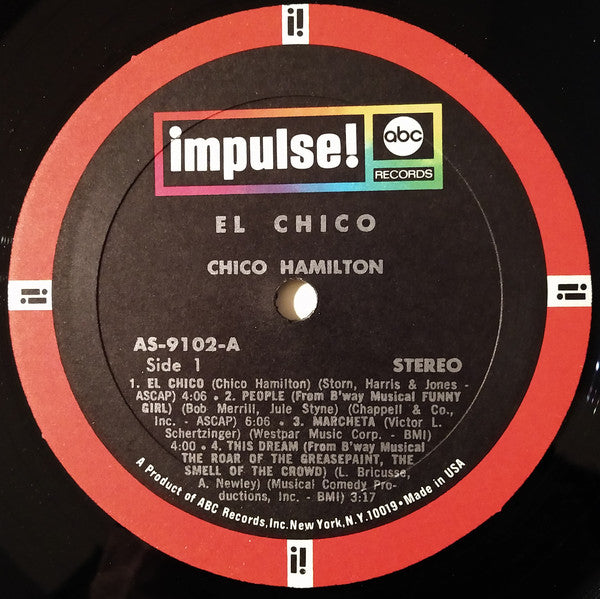 i!
impulse!
abc
RECORDS
EL CHICO
CHICO HAMILTON
i!
i!
AS-9102-A
Side 1
STEREO
1. EL CHICO (Chico Hamilton) (Storn, Harris & Jones -
ASCAP) 4:06 • 2. PEOPLE (From B'way Musical FUNNY
GIRL) (Bob Merrill, Jule Styne) (Chappell & Co.,
Inc. - ASCAP) 6:06 • 3. MARCHETA (Victor L.
Schertzinger) (Westpar Music Corp. - BMI)
4:00 • 4. THIS DREAM (From B'way Musical
THE ROAR OF THE GREASEPAINT, THE
SMELL OF THE CROWD) (L. Bricusse,
A. Newley) (Musical Comedy Pro-
ductions, Inc. - BMI) 3:17
A Product of ABC Records, Inc. New York, N.Y. 10019 • Made in USA
i!